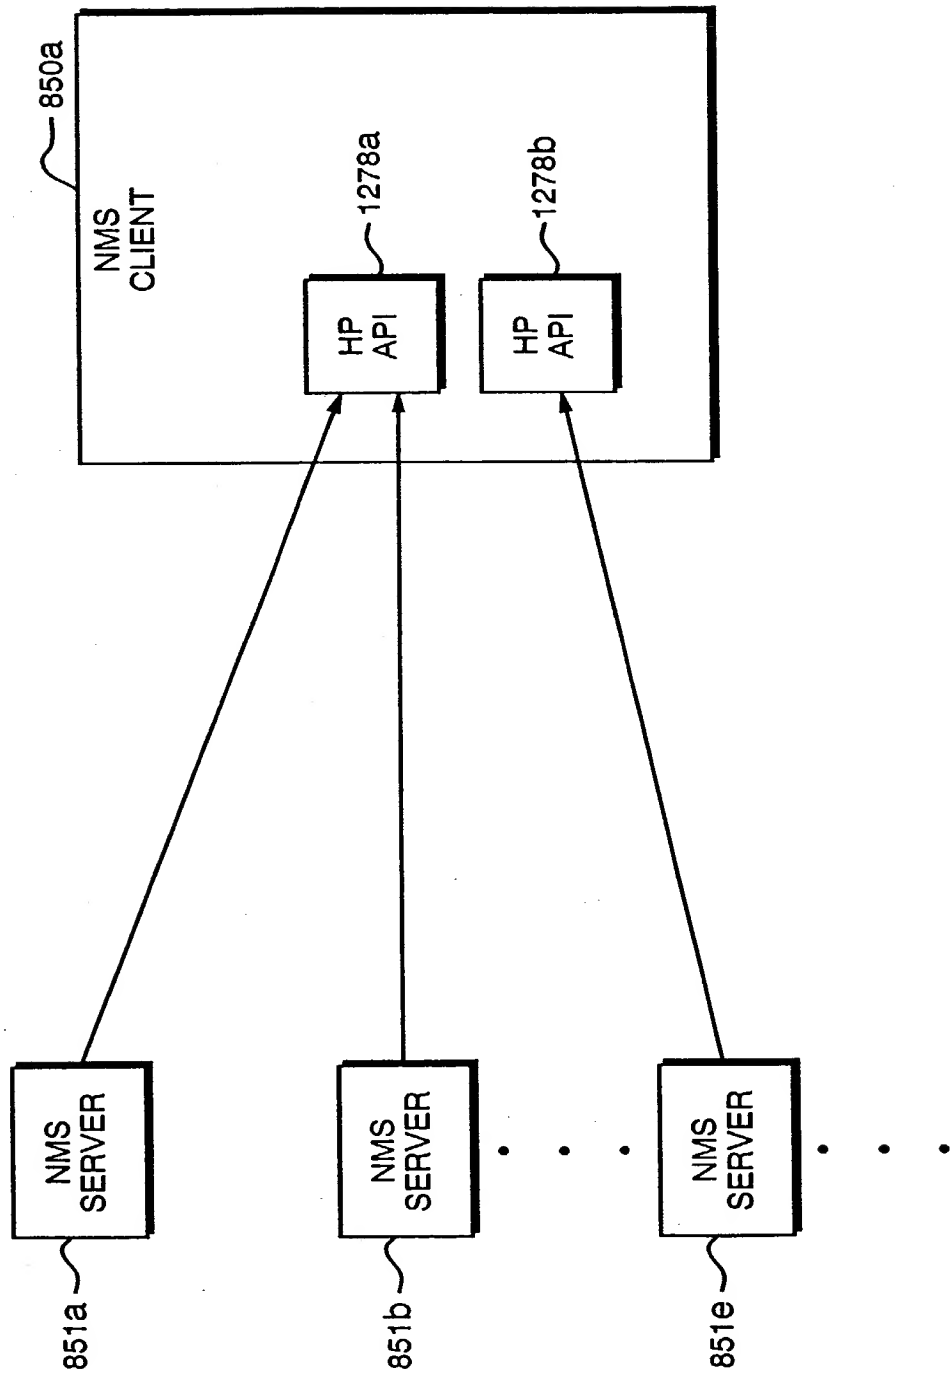 850a
NMS
CLIENT
HP
API
1278a
HP
API
1278b
NMS
SERVER
851a
NMS
SERVER
851b
NMS
SERVER
851e